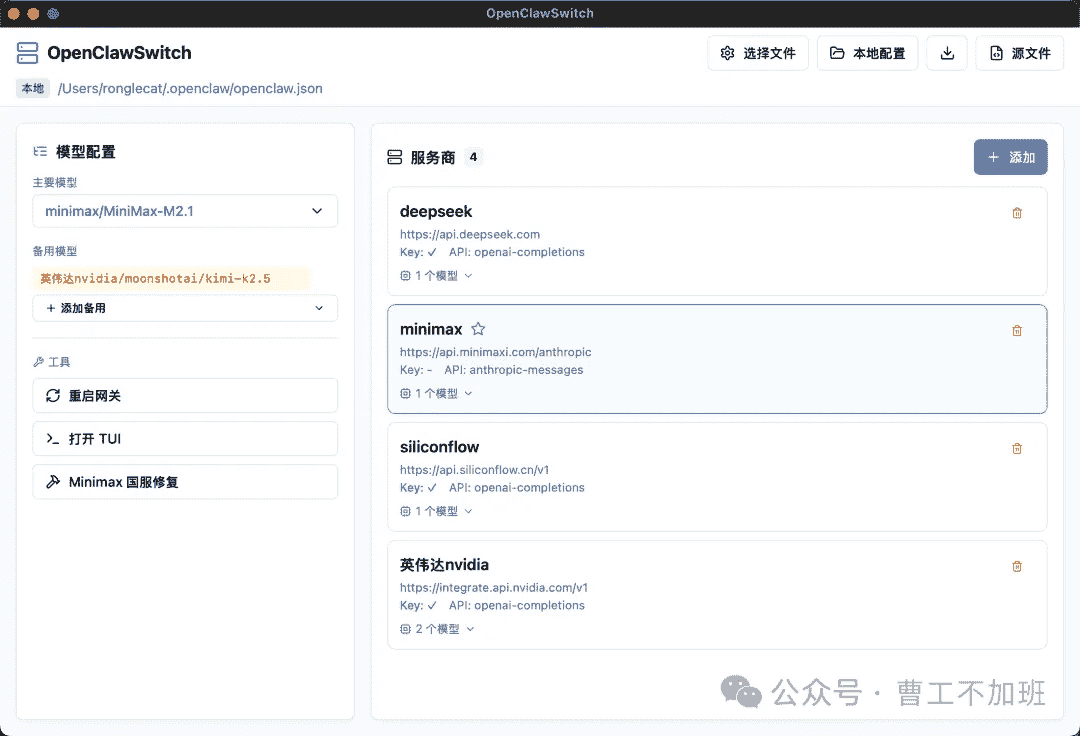 OpenClawSwitch
OpenClawSwitch
选择文件
本地配置
源文件
本地 /Users/ronglecat/.openclaw/openclaw.json
模型配置
主要模型
minimax/MiniMax-M2.1
备用模型
英伟达nvidia/moonshotai/kimi-k2.5
+ 添加备用
工具
重启网关
打开 TUI
Minimax 国服修复
服务商 4
+ 添加
deepseek
https://api.deepseek.com
Key: ✓ API: openai-completions
1 个模型
minimax
https://api.minimaxi.com/anthropic
Key: - API: anthropic-messages
1 个模型
siliconflow
https://api.siliconflow.cn/v1
Key: ✓ API: openai-completions
1 个模型
英伟达nvidia
https://integrate.api.nvidia.com/v1
Key: ✓ API: openai-completions
2 个模型
公众号 · 曹工不加班